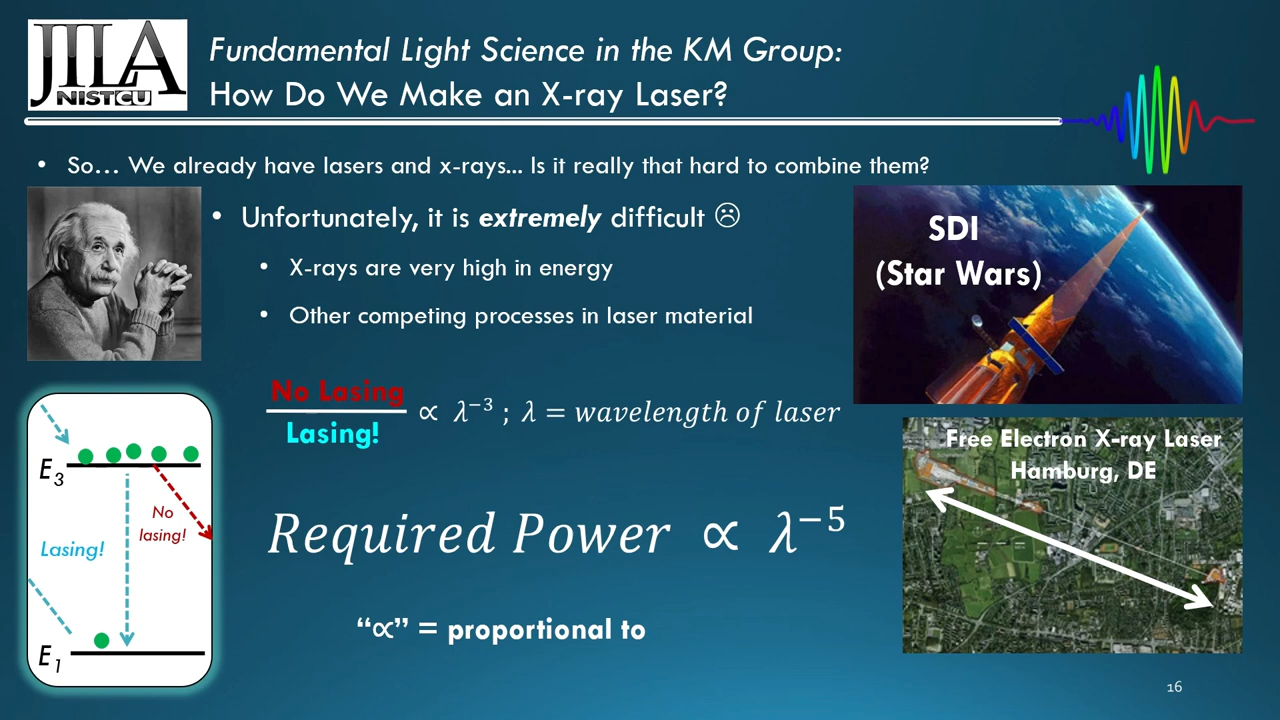 JILA
NIST CU
Fundamental Light Science in the KM Group:
How Do We Make an X-ray Laser?
• So… We already have lasers and x-rays... Is it really that hard to combine them?
• Unfortunately, it is extremely difficult ☹
• X-rays are very high in energy
• Other competing processes in laser material
No Lasing
Lasing!
∝ λ⁻³ ; λ = wavelength of laser
Required Power ∝ λ⁻⁵
“∝” = proportional to
E₃
No
lasing!
Lasing!
E₁
SDI
(Star Wars)
Free Electron X-ray Laser
Hamburg, DE
16